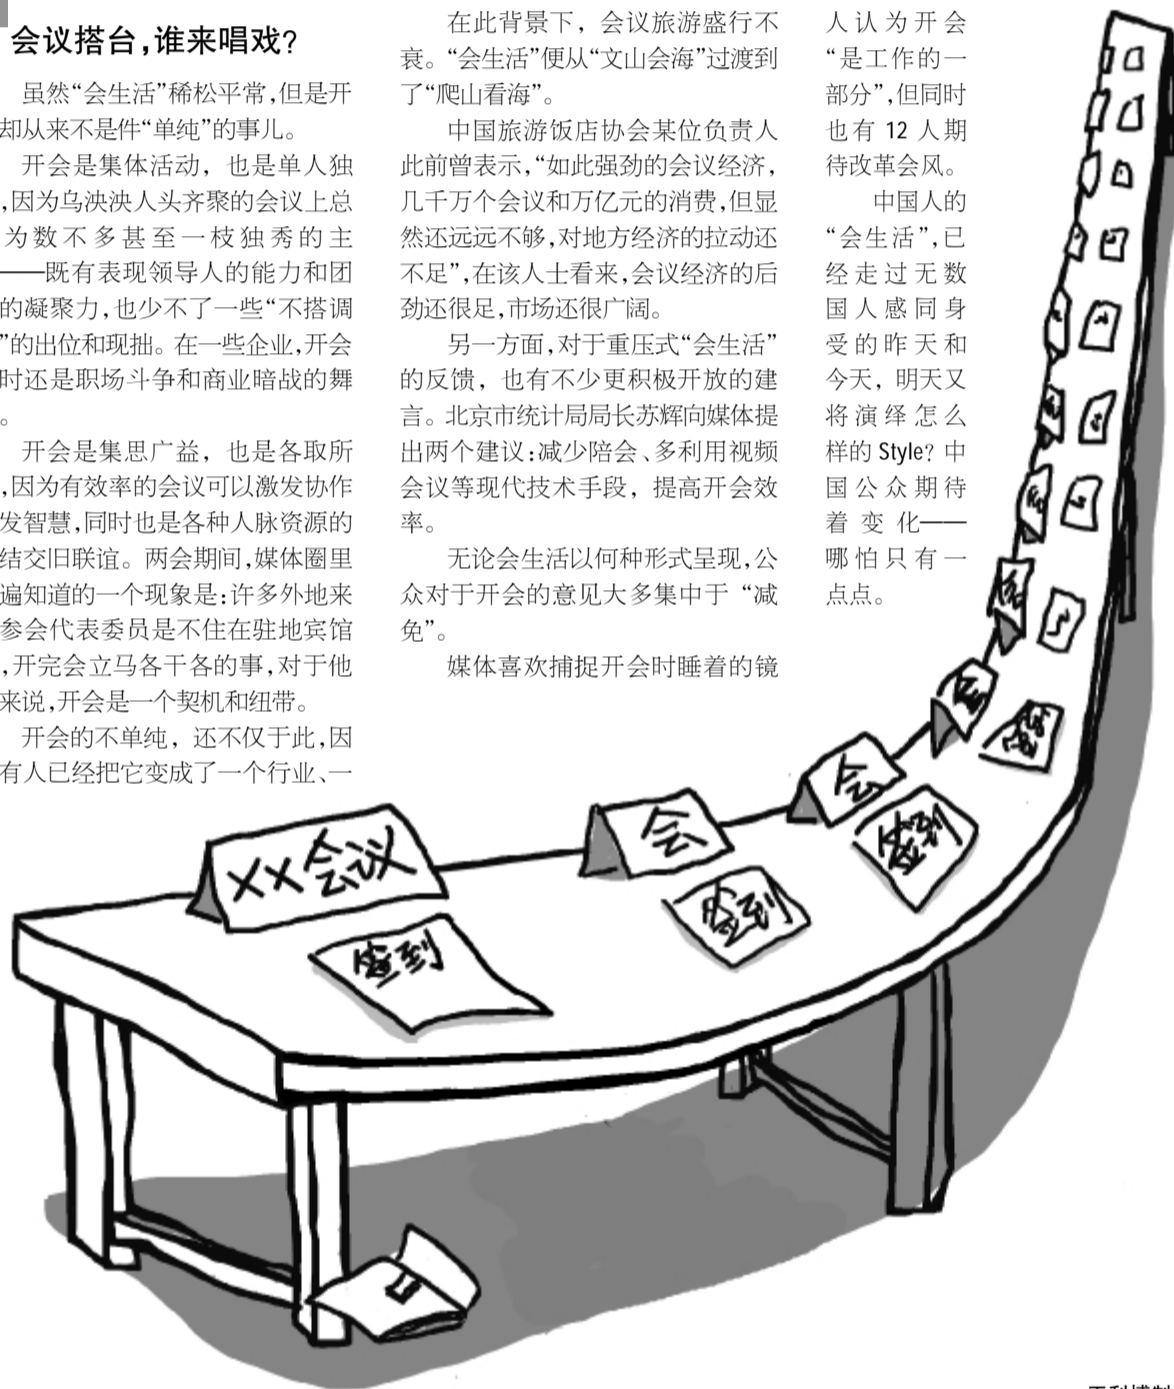 会议搭台，谁来唱戏？
虽然“会生活”稀松平常，但是开
却从来不是件“单纯”的事儿。
开会是集体活动，也是单人独
，因为乌泱泱人头齐聚的会议上总
为数不多甚至一枝独秀的主
——既有表现领导人的能力和团
的凝聚力，也少不了一些“不搭调
”的出位和现拙。在一些企业，开会
时还是职场斗争和商业暗战的舞
。
开会是集思广益，也是各取所
，因为有效率的会议可以激发协作
发智慧，同时也是各种人脉资源的
结交旧联谊。两会期间，媒体圈里
遍知道的一个现象是：许多外地来
参会代表委员是不住在驻地宾馆
，开完会立马各干各的事，对于他
来说，开会是一个契机和纽带。
开会的不单纯，还不仅于此，因
有人已经把它变成了一个行业、一
在此背景下，会议旅游盛行不
衰。“会生活”便从“文山会海”过渡到
了“爬山看海”。
中国旅游饭店协会某位负责人
此前曾表示，“如此强劲的会议经济，
几千万个会议和万亿元的消费，但显
然还远远不够，对地方经济的拉动还
不足”，在该人士看来，会议经济的后
劲还很足，市场还很广阔。
另一方面，对于重压式“会生活”
的反馈，也有不少更积极开放的建
言。北京市统计局局长苏辉向媒体提
出两个建议：减少陪会、多利用视频
会议等现代技术手段，提高开会效
率。
无论会生活以何种形式呈现，公
众对于开会的意见大多集中于“减
免”。
媒体喜欢捕捉开会时睡着的镜
人认为开会
“是工作的一
部分”，但同时
也有 12 人期
待改革会风。
中国人的
“会生活”，已
经走过无数
国人感同身
受的昨天和
今天，明天又
将演绎怎么
样的 Style？中
国公众期待
着变化——
哪怕只有一
点点。
XX会议
签到
会
签到
会
签到
会
签到